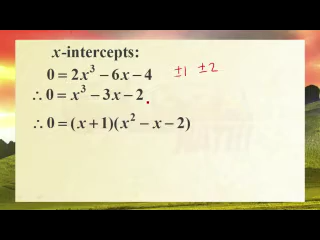 x-intercepts:
0 = 2x³ − 6x − 4 ±1 ±2
∴ 0 = x³ − 3x − 2 .
∴ 0 = (x + 1)(x² − x − 2)